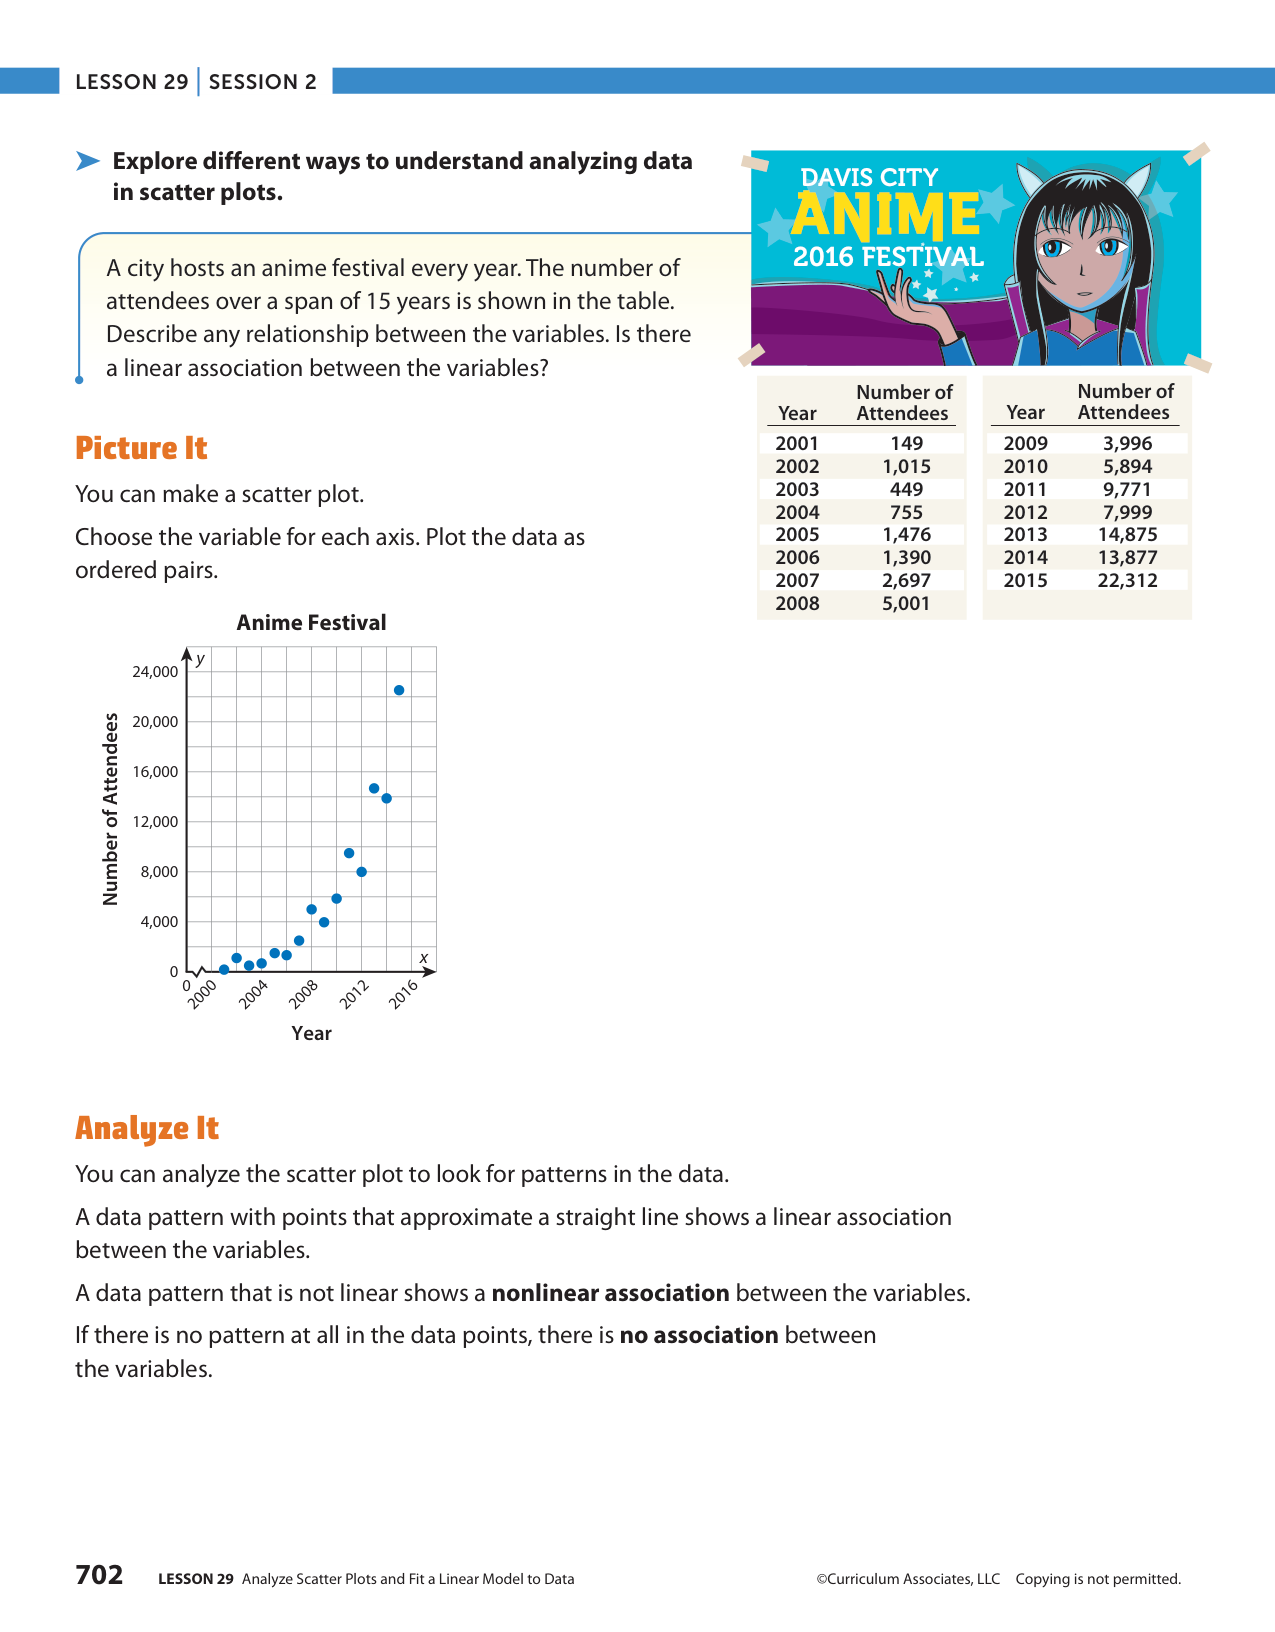 LESSON 29 | SESSION 2
Explore different ways to understand analyzing data
in scatter plots.
A city hosts an anime festival every year. The number of
attendees over a span of 15 years is shown in the table.
Describe any relationship between the variables. Is there
a linear association between the variables?
DAVIS CITY
ANIME
2016 FESTIVAL
Year Number of Attendees
2001 149
2002 1,015
2003 449
2004 755
2005 1,476
2006 1,390
2007 2,697
2008 5,001
Year Number of Attendees
2009 3,996
2010 5,894
2011 9,771
2012 7,999
2013 14,875
2014 13,877
2015 22,312
Picture It
You can make a scatter plot.
Choose the variable for each axis. Plot the data as
ordered pairs.
Anime Festival
y
24,000
20,000
16,000
12,000
8,000
4,000
0
x
0 2000 2004 2008 2012 2016
Number of Attendees
Year
Analyze It
You can analyze the scatter plot to look for patterns in the data.
A data pattern with points that approximate a straight line shows a linear association
between the variables.
A data pattern that is not linear shows a nonlinear association between the variables.
If there is no pattern at all in the data points, there is no association between
the variables.
702 LESSON 29 Analyze Scatter Plots and Fit a Linear Model to Data ©Curriculum Associates, LLC Copying is not permitted.